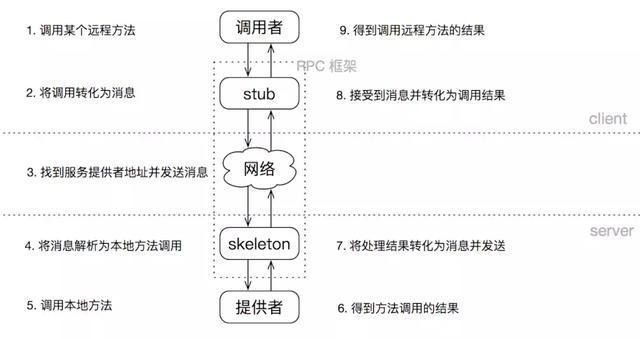 1. 调用某个远程方法
调用者
9. 得到调用远程方法的结果
RPC 框架
2. 将调用转化为消息
stub
8. 接受到消息并转化为调用结果
client
3. 找到服务提供者地址并发送消息
网络
server
4. 将消息解析为本地方法调用
skeleton
7. 将处理结果转化为消息并发送
5. 调用本地方法
提供者
6. 得到方法调用的结果